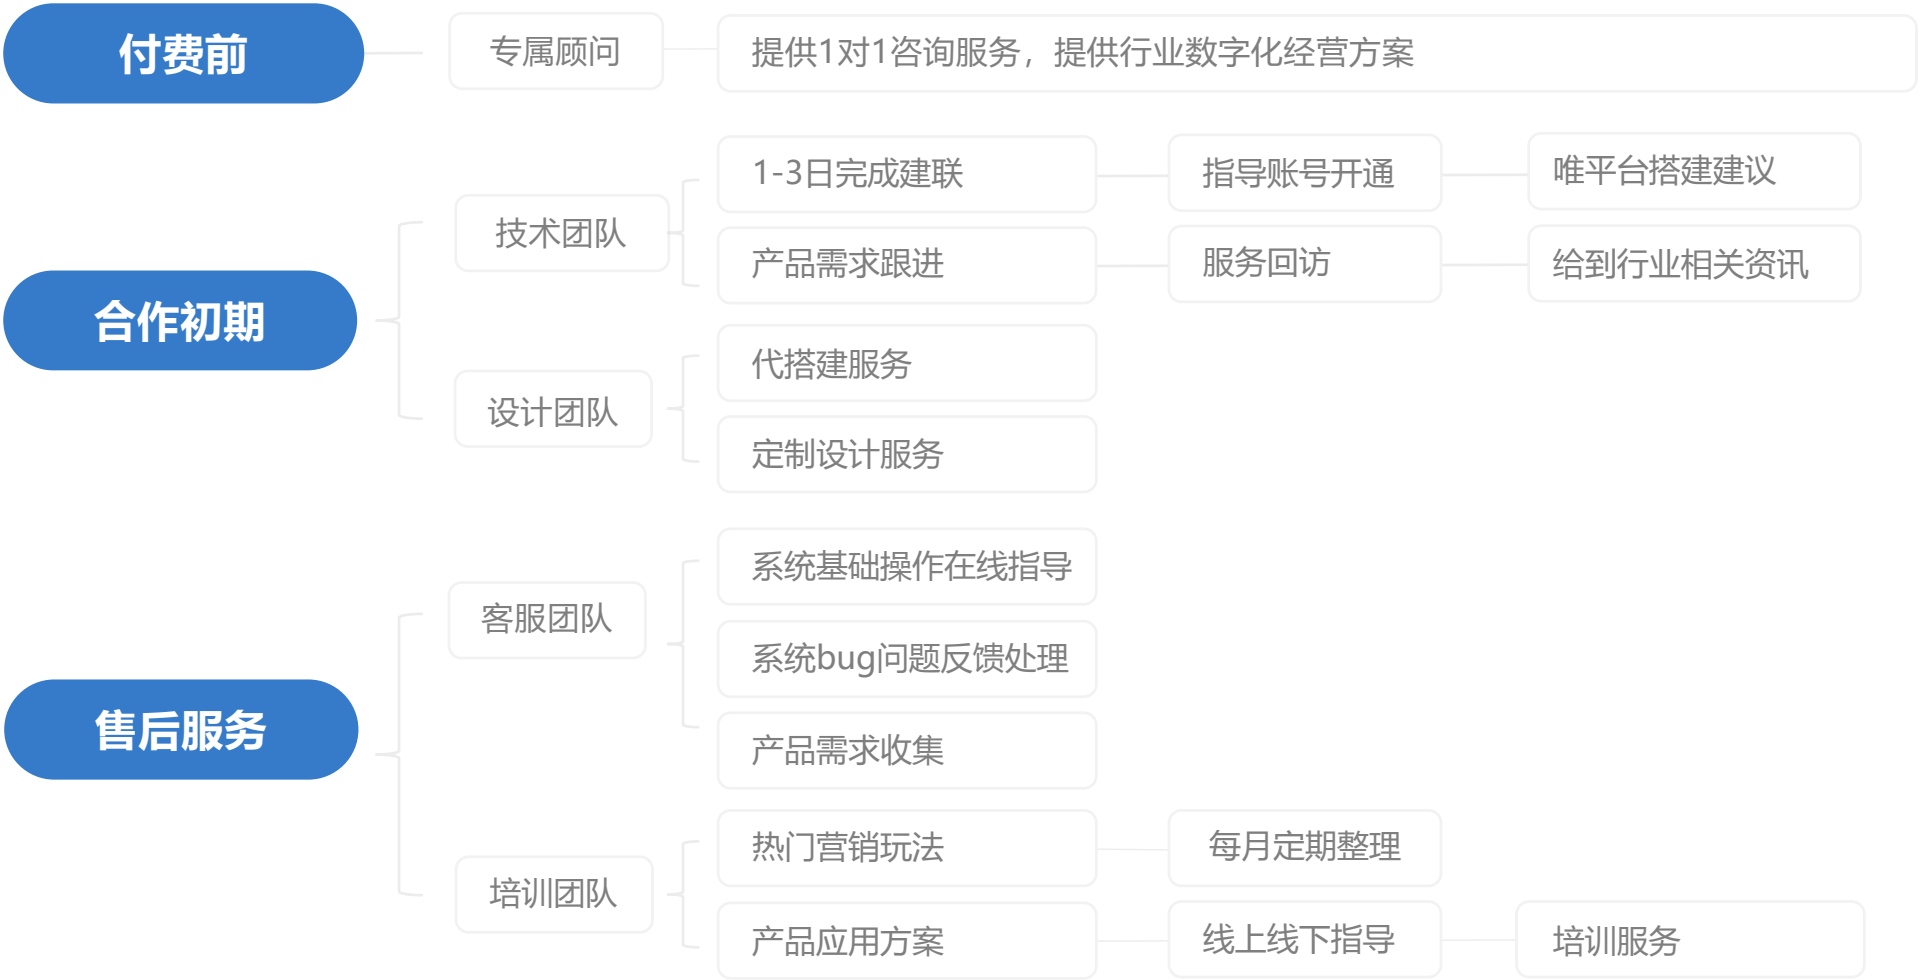 付费前
专属顾问
提供1对1咨询服务，提供行业数字化经营方案
合作初期
技术团队
1-3日完成建联
指导账号开通
唯平台搭建建议
产品需求跟进
服务回访
给到行业相关资讯
设计团队
代搭建服务
定制设计服务
售后服务
客服团队
系统基础操作在线指导
系统bug问题反馈处理
产品需求收集
培训团队
热门营销玩法
每月定期整理
产品应用方案
线上线下指导
培训服务